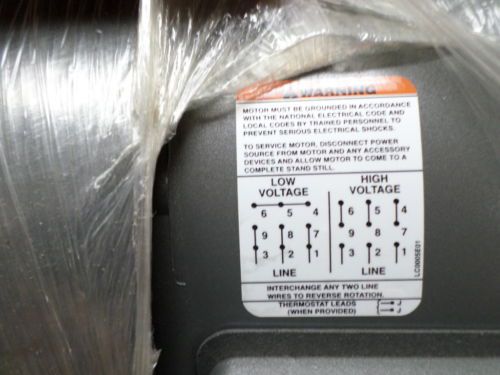 WARNING
MOTOR MUST BE GROUNDED IN ACCORDANCE
WITH THE NATIONAL ELECTRICAL CODE AND
LOCAL CODES BY TRAINED PERSONNEL TO
PREVENT SERIOUS ELECTRICAL SHOCKS.
TO SERVICE MOTOR, DISCONNECT POWER
SOURCE FROM MOTOR AND ANY ACCESSORY
DEVICES AND ALLOW MOTOR TO COME TO A
COMPLETE STAND STILL.
LOW
VOLTAGE
6 5 4
9 8 7
3 2 1
LINE
HIGH
VOLTAGE
6 5 4
9 8 7
3 2 1
LINE
LC0005E01
INTERCHANGE ANY TWO LINE
WIRES TO REVERSE ROTATION.
THERMOSTAT LEADS J
(WHEN PROVIDED) J